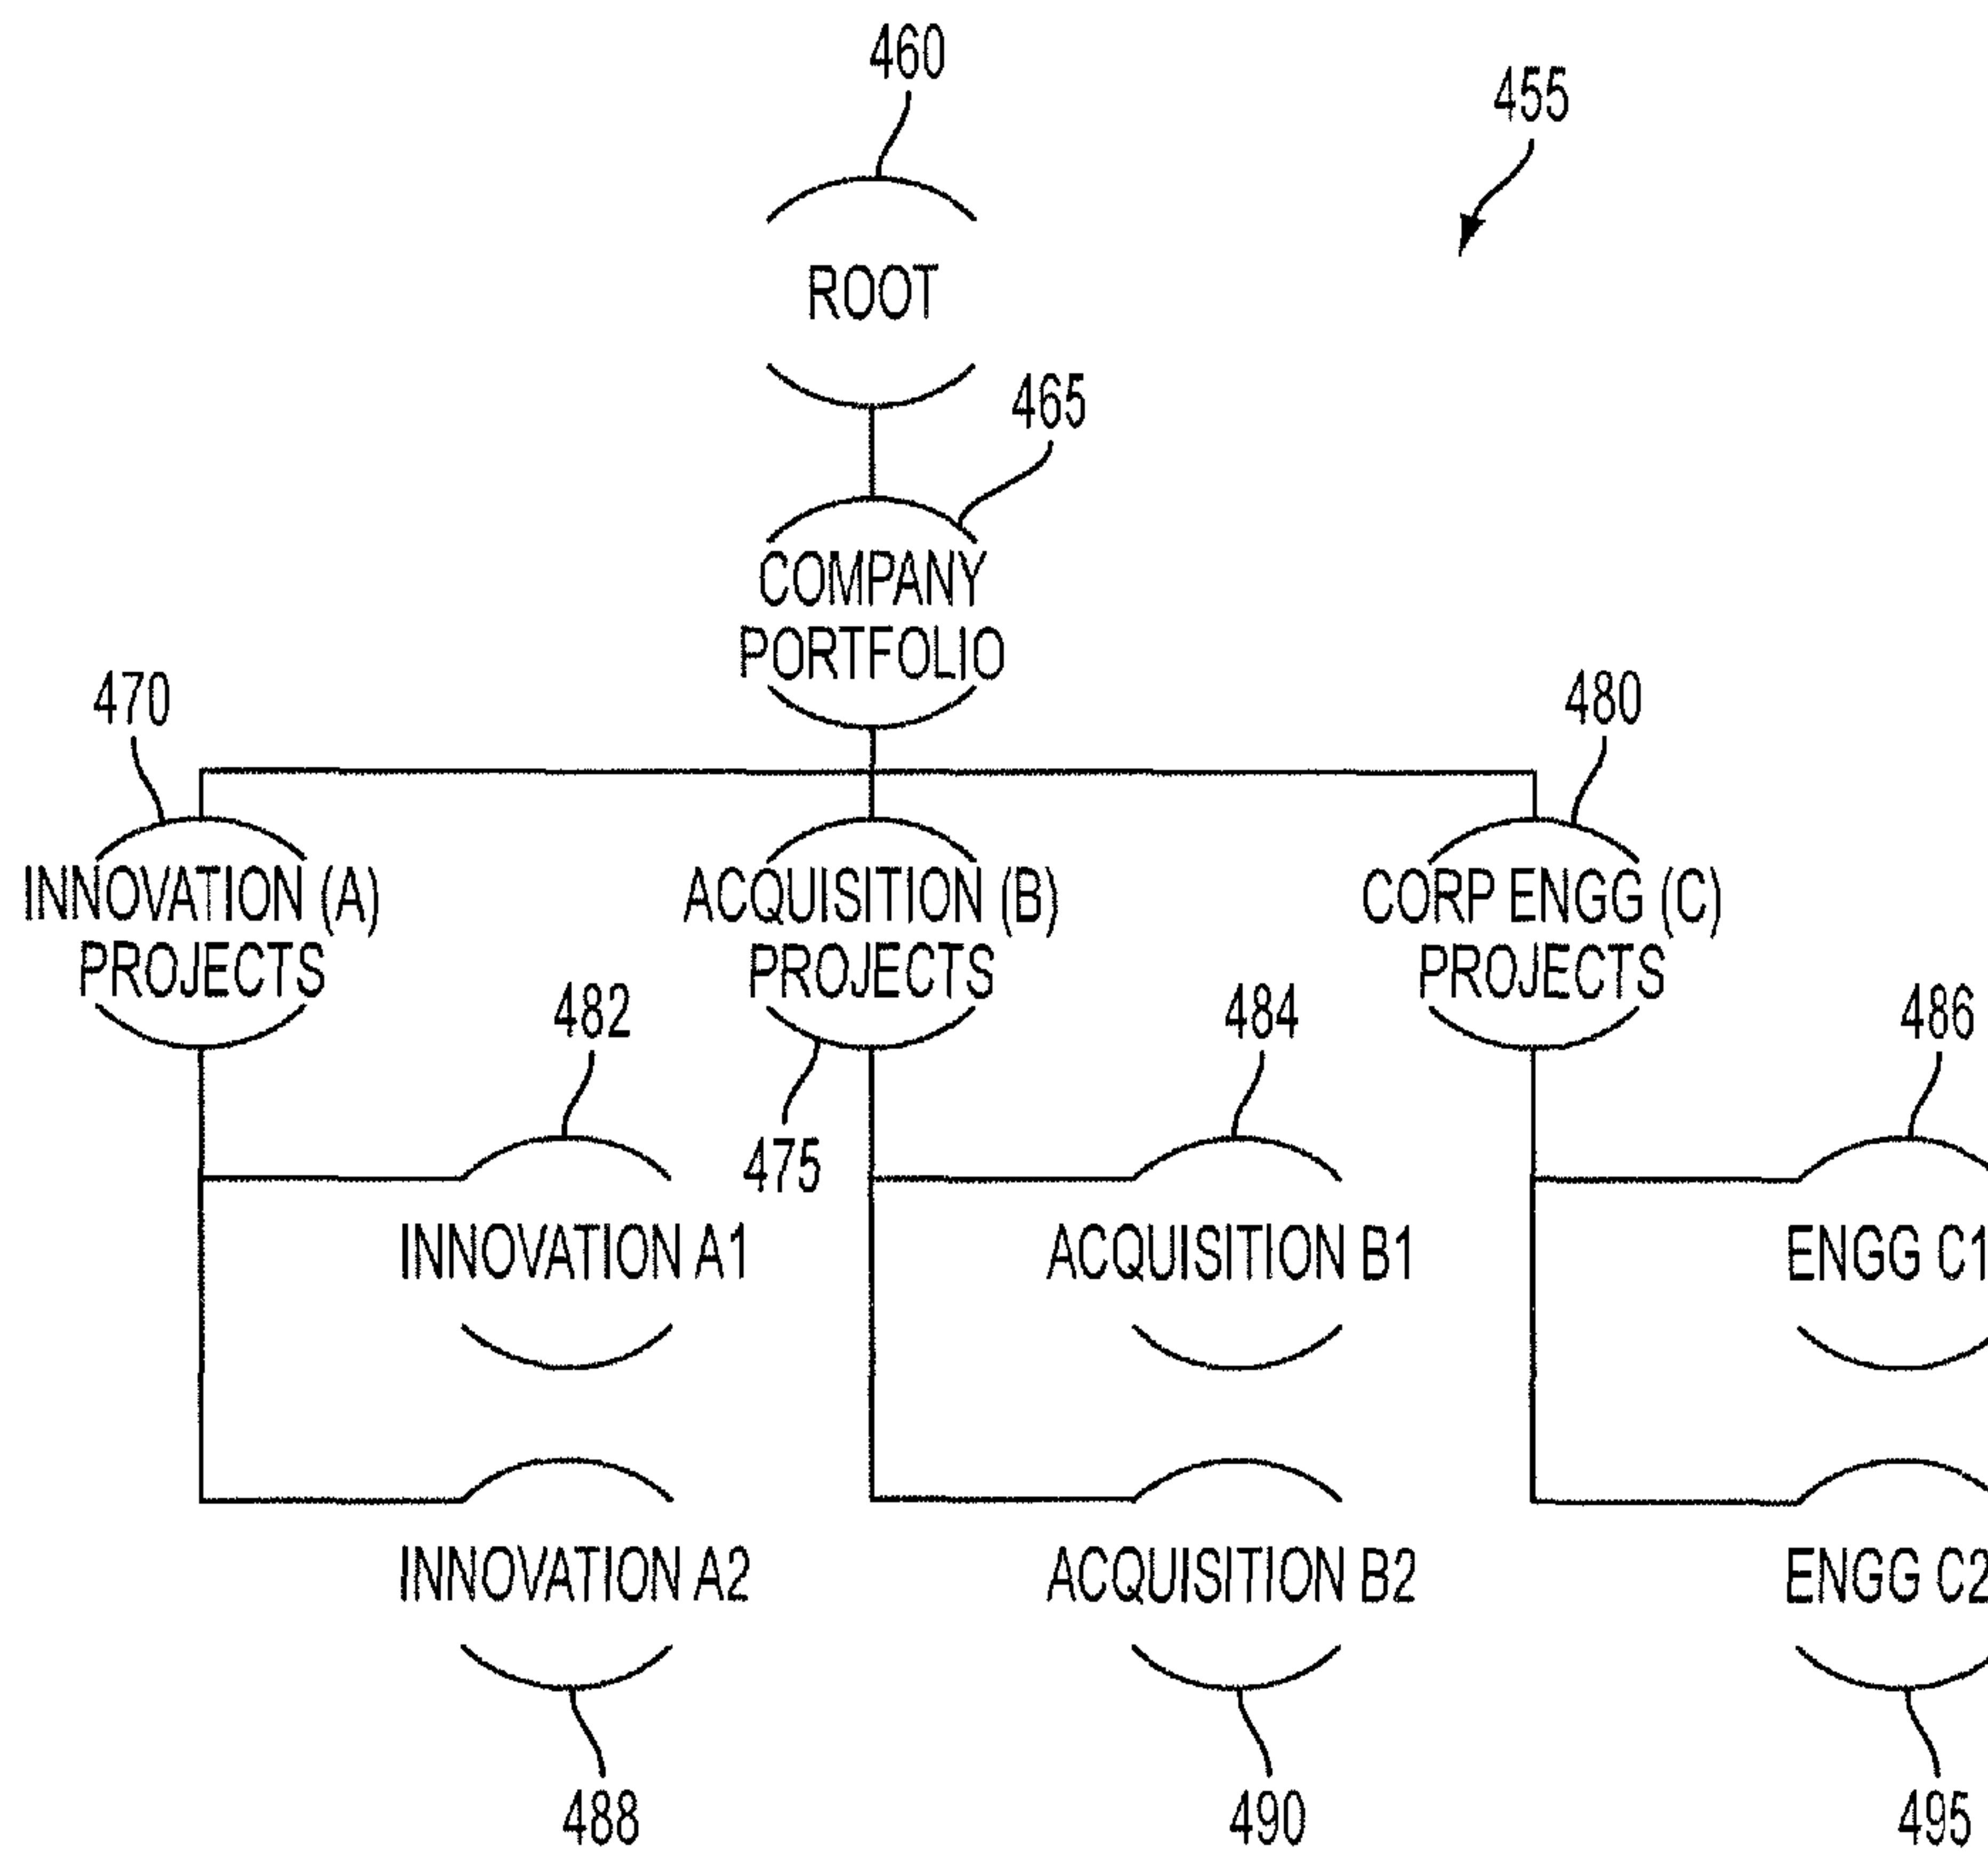 460
455
ROOT
465
COMPANY
PORTFOLIO
470
480
INNOVATION (A)
PROJECTS
ACQUISITION (B)
PROJECTS
CORP ENGG (C)
PROJECTS
482
484
486
475
INNOVATION A1
ACQUISITION B1
ENGG C1
INNOVATION A2
ACQUISITION B2
ENGG C2
488
490
495